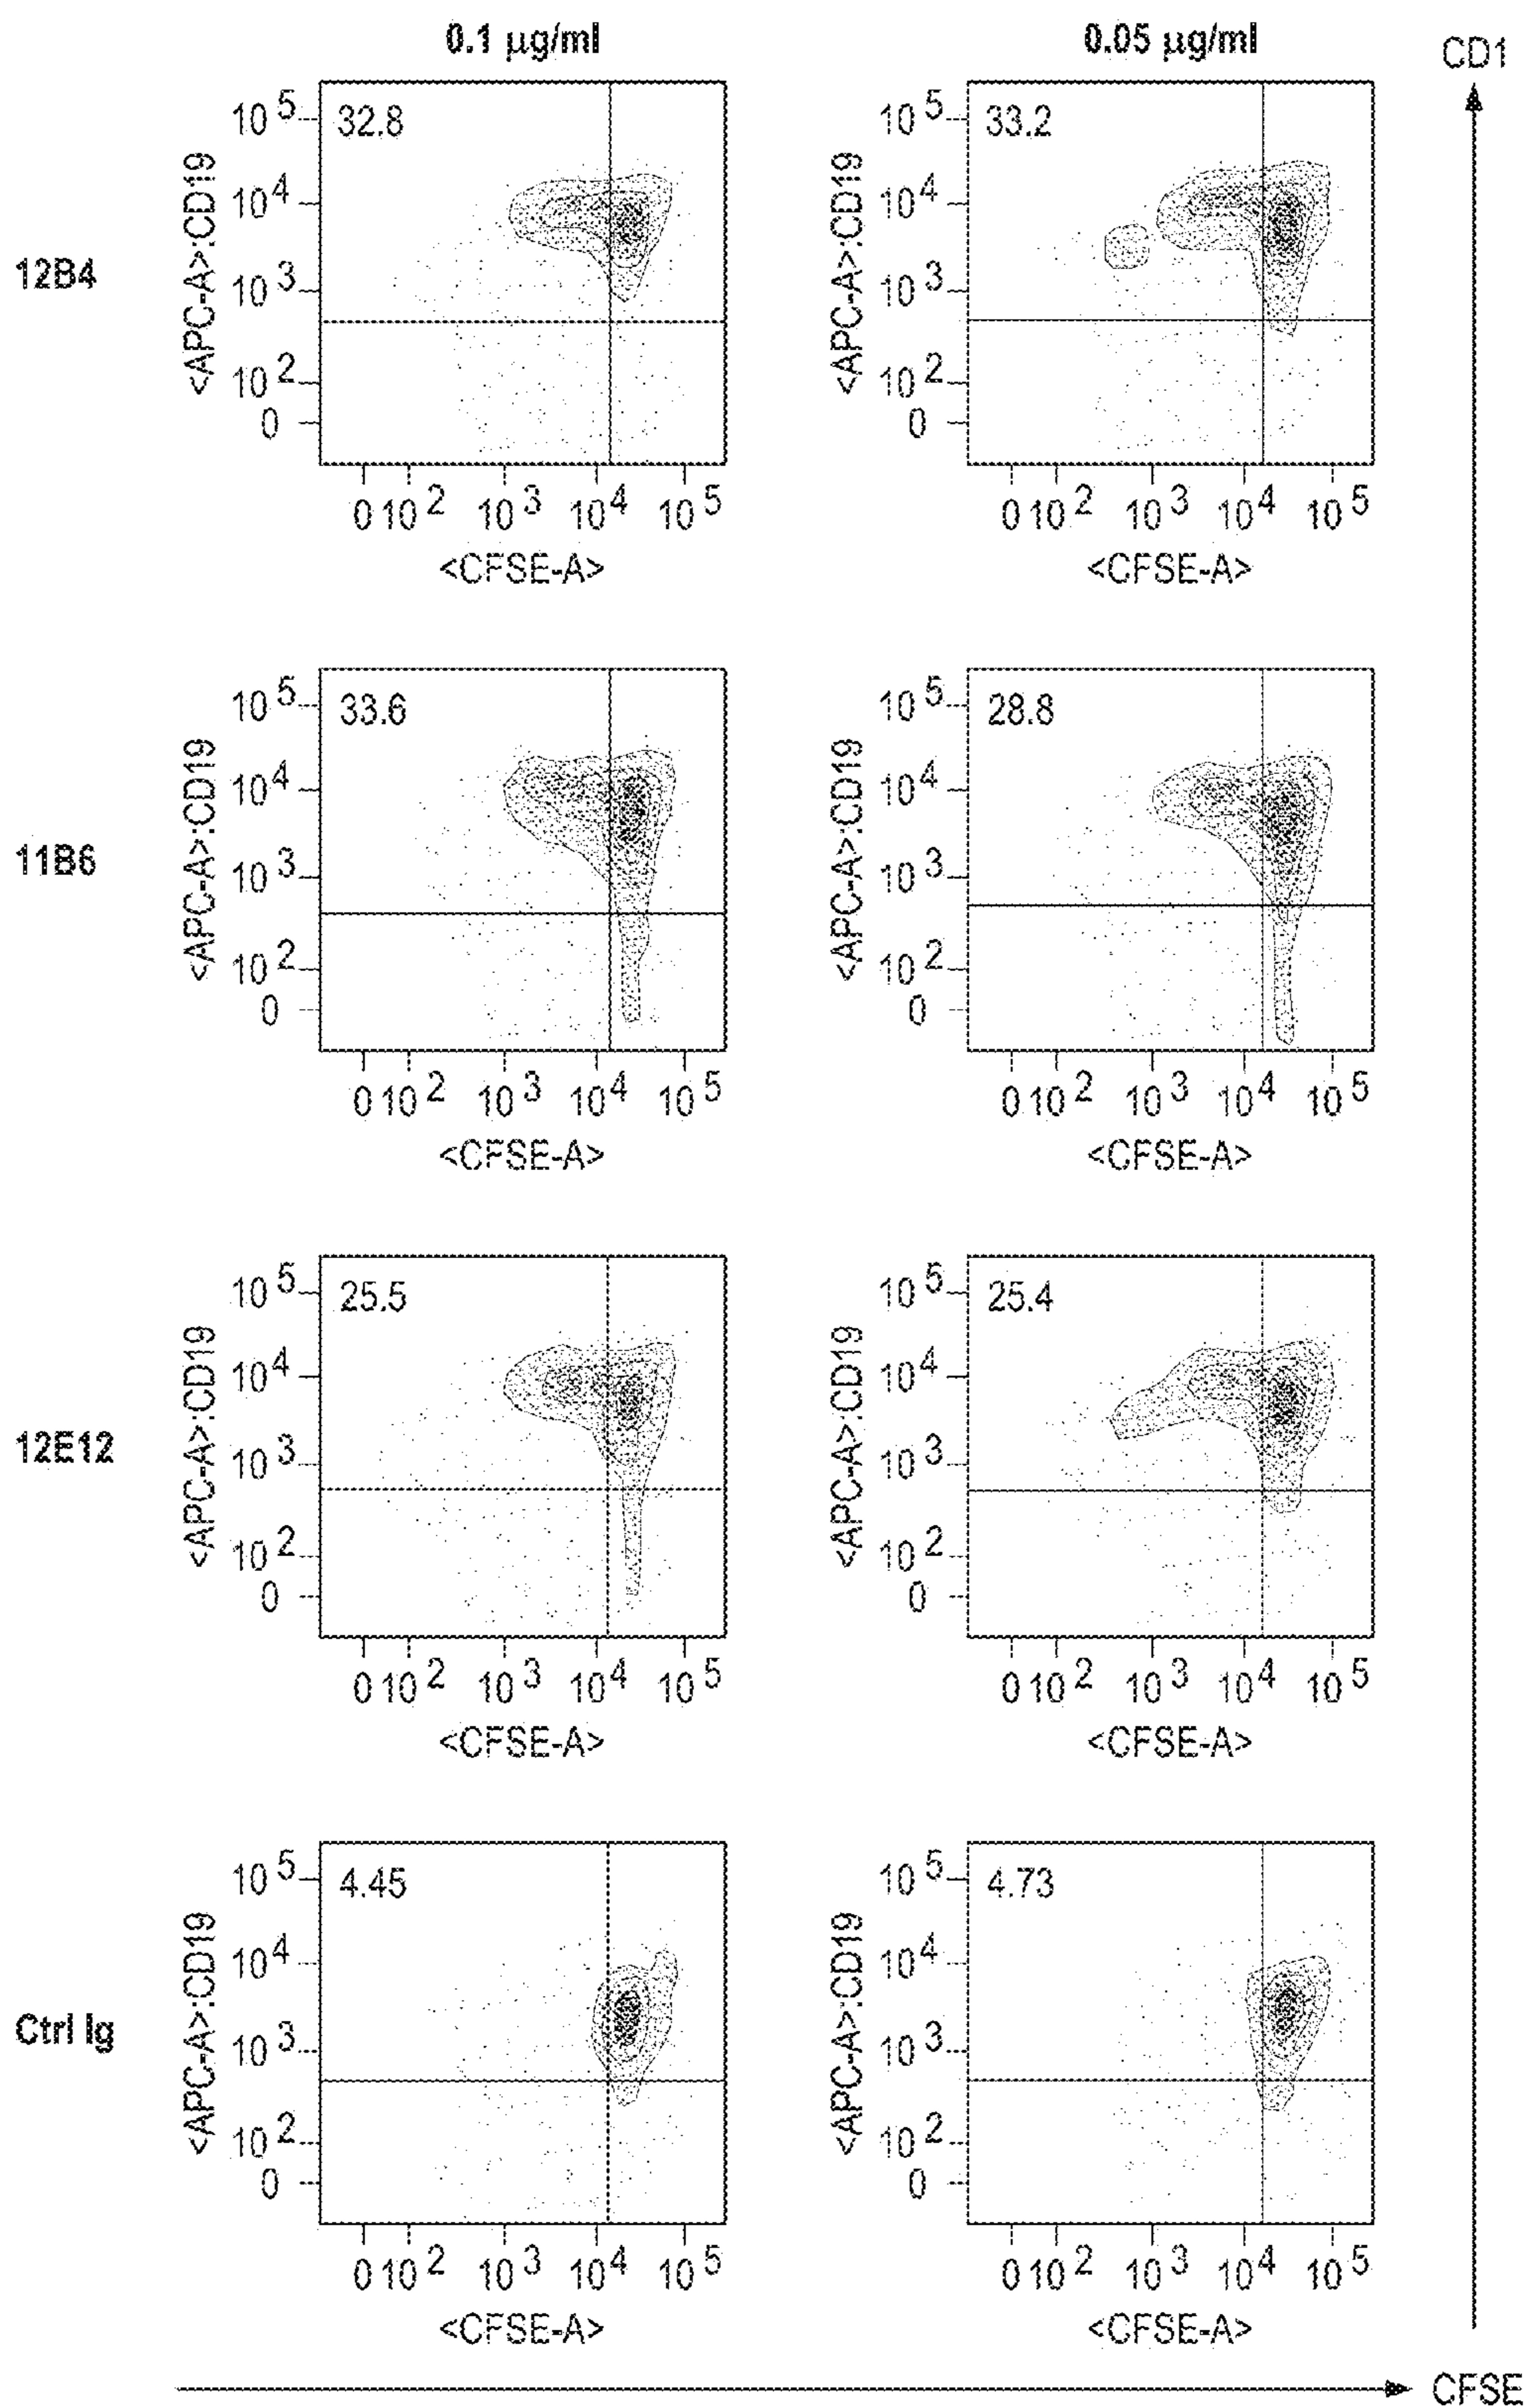 0.1 µg/ml 0.05 µg/ml CD1
12B4
<APC-A>:CD19 10 5 10 4 10 3 10 2 0
32.8
0 10 2 10 3 10 4 10 5
<CFSE-A>
<APC-A>:CD19 10 5 10 4 10 3 10 2 0
33.2
0 10 2 10 3 10 4 10 5
<CFSE-A>
11B6
<APC-A>:CD19 10 5 10 4 10 3 10 2 0
33.6
0 10 2 10 3 10 4 10 5
<CFSE-A>
<APC-A>:CD19 10 5 10 4 10 3 10 2 0
28.8
0 10 2 10 3 10 4 10 5
<CFSE-A>
12E12
<APC-A>:CD19 10 5 10 4 10 3 10 2 0
25.5
0 10 2 10 3 10 4 10 5
<CFSE-A>
<APC-A>:CD19 10 5 10 4 10 3 10 2 0
25.4
0 10 2 10 3 10 4 10 5
<CFSE-A>
Ctrl Ig
<APC-A>:CD19 10 5 10 4 10 3 10 2 0
4.45
0 10 2 10 3 10 4 10 5
<CFSE-A>
<APC-A>:CD19 10 5 10 4 10 3 10 2 0
4.73
0 10 2 10 3 10 4 10 5
<CFSE-A>
CFSE